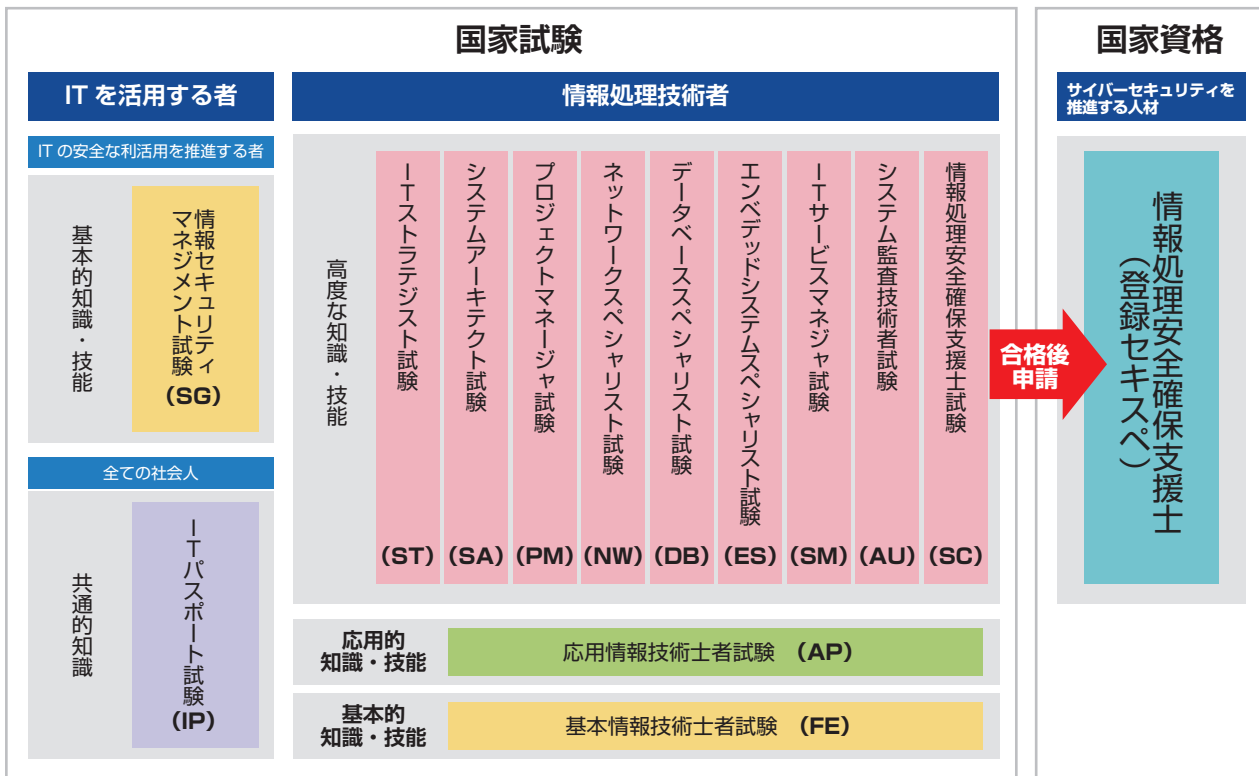 国家試験
ITを活用する者
ITの安全な利活用を推進する者
基本的知識・技能
情報セキュリティ
マネジメント試験
(SG)
全ての社会人
共通的知識
ITパスポート試験
(IP)
情報処理技術者
高度な知識・技能
ITストラテジスト試験
(ST)
システムアーキテクト試験
(SA)
プロジェクトマネージャ試験
(PM)
ネットワークスペシャリスト試験
(NW)
データベーススペシャリスト試験
(DB)
エンベデッドシステムスペシャリスト試験
(ES)
ITサービスマネジャ試験
(SM)
システム監査技術者試験
(AU)
情報処理安全確保支援士試験
(SC)
応用的
知識・技能
応用情報技術士者試験 (AP)
基本的
知識・技能
基本情報技術士者試験 (FE)
合格後
申請
国家資格
サイバーセキュリティを
推進する人材
情報処理安全確保支援士
(登録セキスペ)